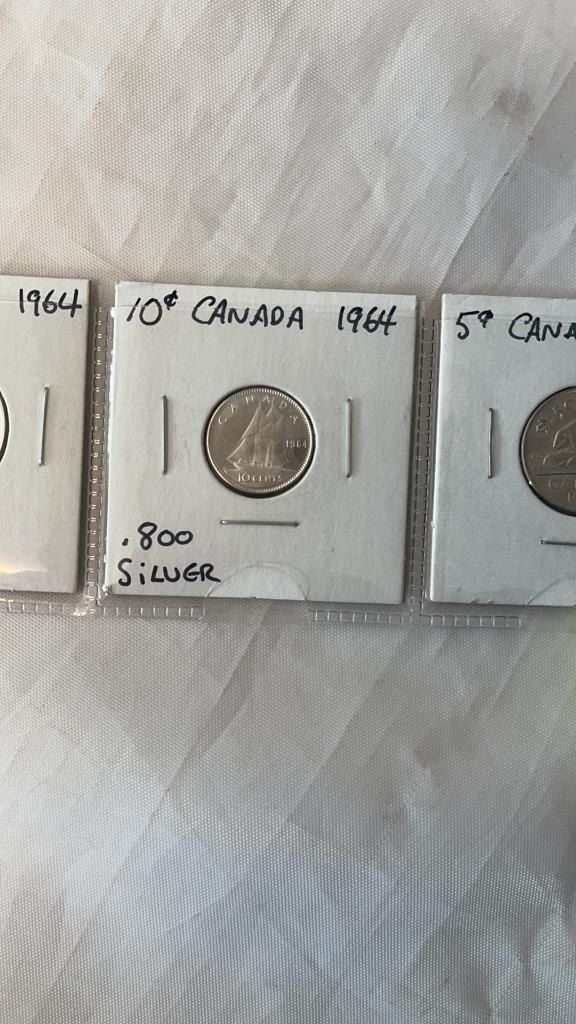 1964
10¢ CANADA 1964
CANADA
1964
10 CENTS
.800
SILVER
5¢ CANA